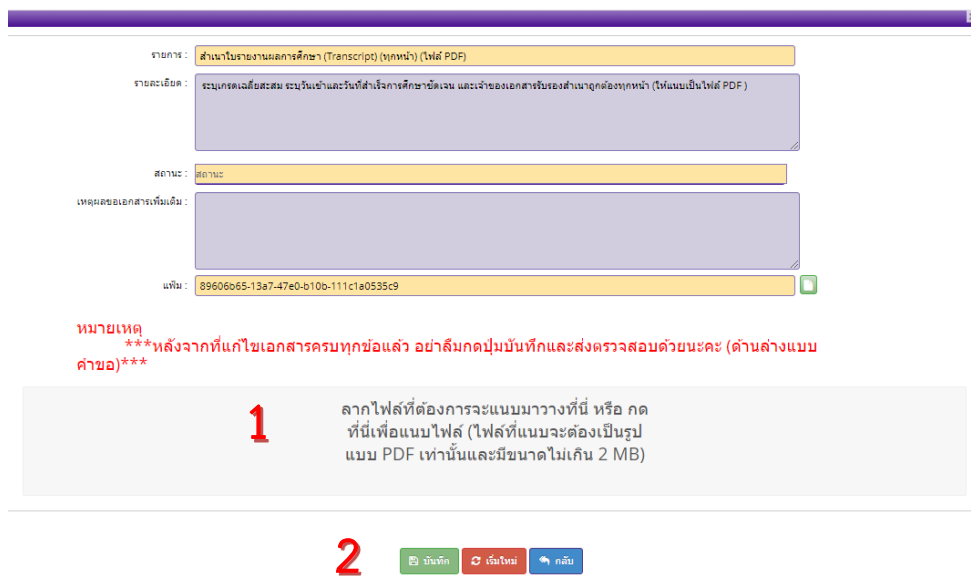 รายการ : สำเนาใบรายงานผลการศึกษา (Transcript) (ทุกหน้า) (ไฟล์ PDF)
รายละเอียด : ระบุเกรดเฉลี่ยสะสม ระบุวันเข้าและวันที่สำเร็จการศึกษาชัดเจน และเจ้าของเอกสารรับรองสำเนาถูกต้องทุกหน้า (ให้แนบเป็นไฟล์ PDF )
สถานะ : สถานะ
เหตุผลขอเอกสารเพิ่มเติม :
แฟ้ม : 89606b65-13a7-47e0-b10b-111c1a0535c9
หมายเหตุ
***หลังจากที่แก้ไขเอกสารครบทุกข้อแล้ว อย่าลืมกดปุ่มบันทึกและส่งตรวจสอบด้วยนะคะ (ด้านล่างแบบ
คำขอ)***
1
ลากไฟล์ที่ต้องการจะแนบมาวางที่นี่ หรือ กด
ที่นี่เพื่อแนบไฟล์ (ไฟล์ที่แนบจะต้องเป็นรูป
แบบ PDF เท่านั้นและมีขนาดไม่เกิน 2 MB)
2
บันทึก เริ่มใหม่ กลับ